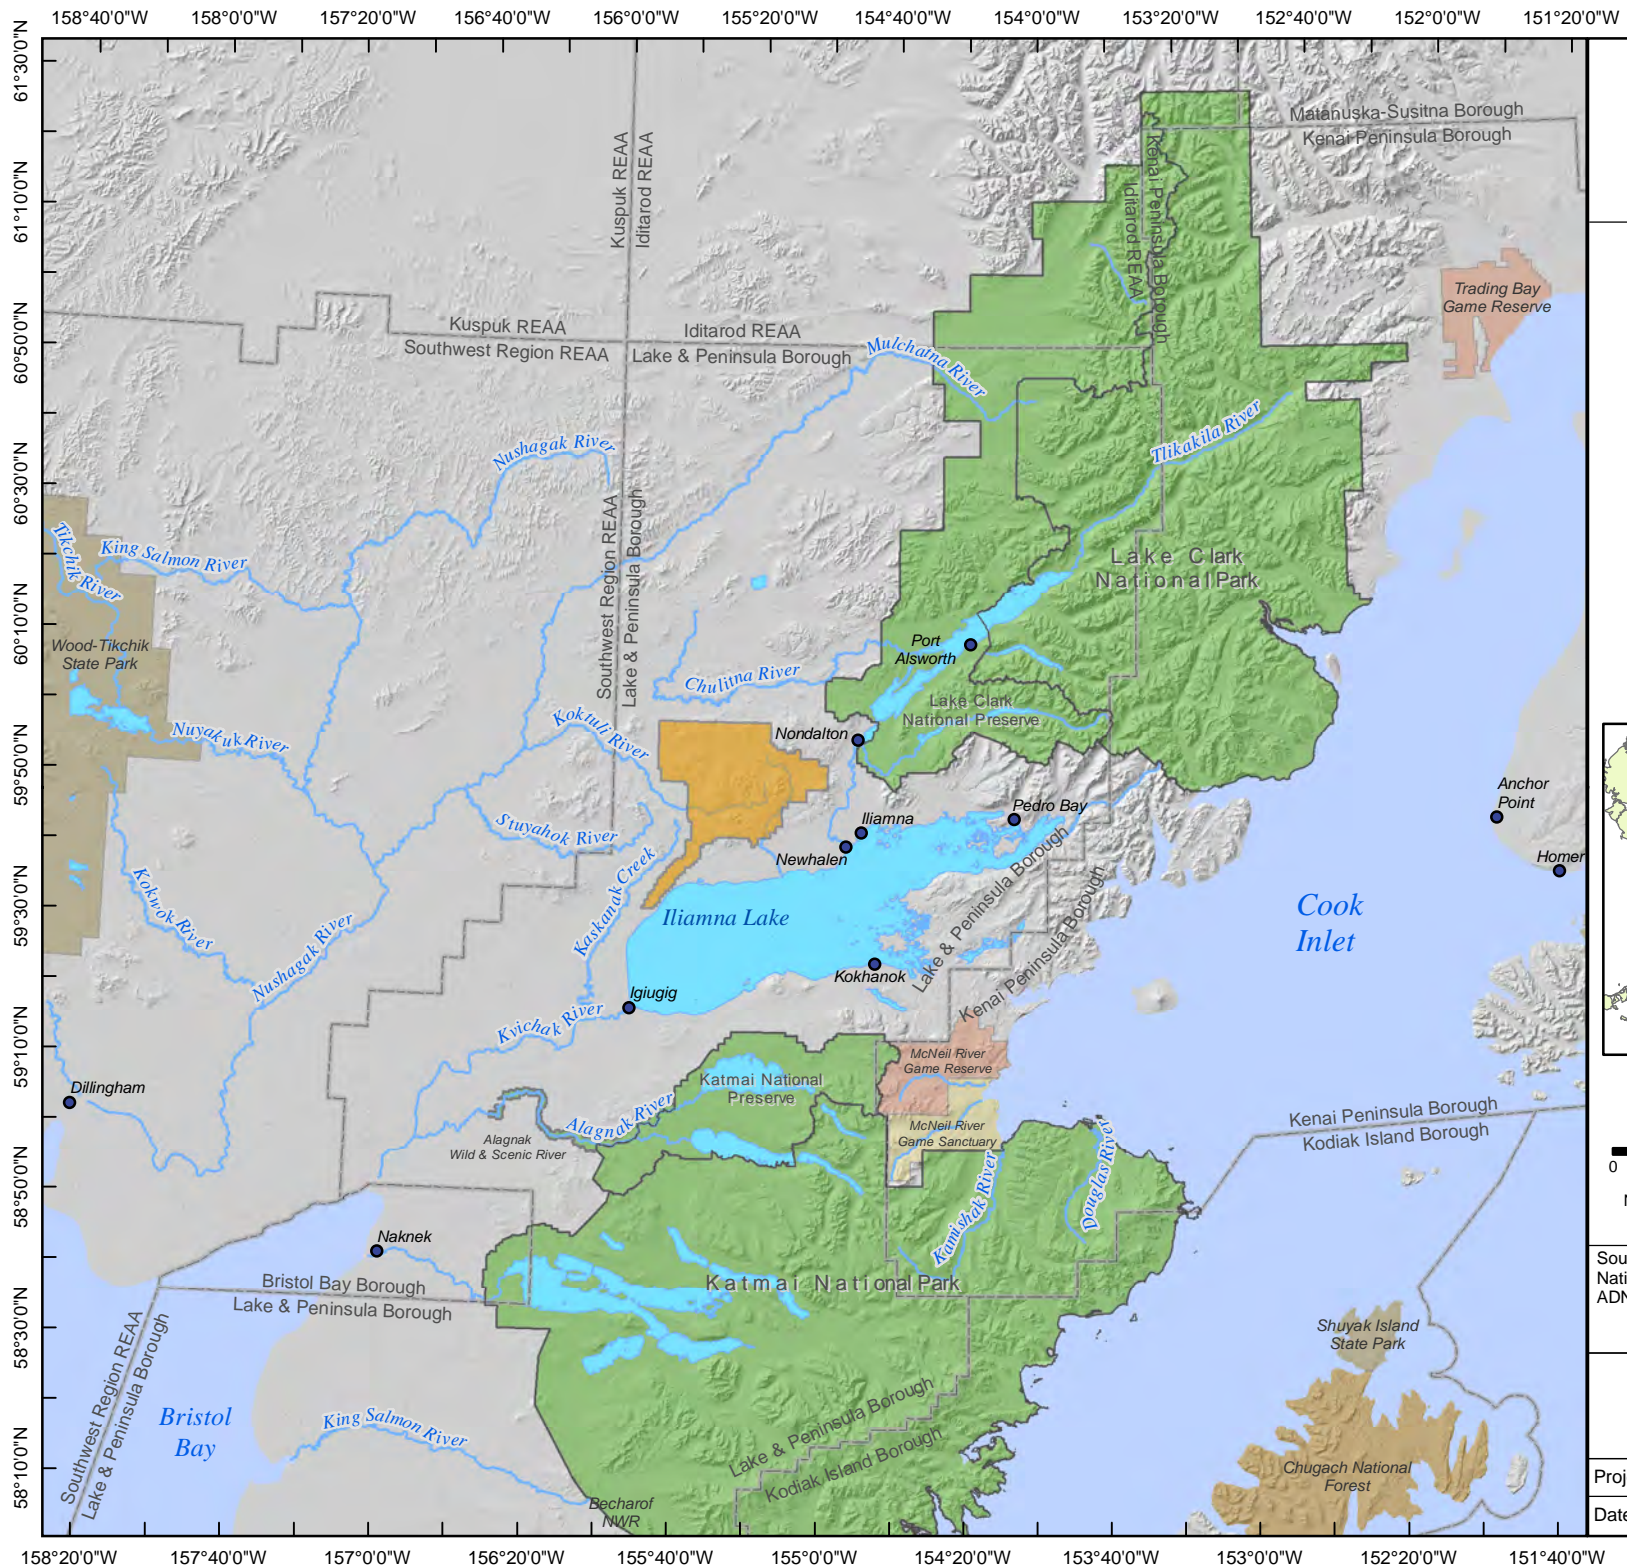 158°40'0"W 158°0'0"W 157°20'0"W 156°40'0"W 156°0'0"W 155°20'0"W 154°40'0"W 154°0'0"W 153°20'0"W 152°40'0"W 152°0'0"W 151°20'0"W
61°30'0"N
61°10'0"N
60°50'0"N
60°30'0"N
60°10'0"N
59°50'0"N
59°30'0"N
59°10'0"N
58°50'0"N
58°30'0"N
58°10'0"N
Matanuska-Susitna Borough
Kenai Peninsula Borough
Kuspuk REAA
Iditarod REAA
Kenai Peninsula Borough
Iditarod REAA
Trading Bay
Game Reserve
Kuspuk REAA
Southwest Region REAA
Iditarod REAA
Lake & Peninsula Borough
Mulchatna River
Tlikakila River
Nushagak River
Southwest Region REAA
Lake & Peninsula Borough
Tikchik River
King Salmon River
Lake Clark
National Park
Wood-Tikchik
State Park
Port
Alsworth
Chulitna River
Lake Clark
National Preserve
Nuyakuk River
Koktuli River
Nondalton
Anchor
Point
Pedro Bay
Iliamna
Newhalen
Stuyahok River
Homer
Kokwok River
Kaskanak Creek
Iliamna Lake
Lake & Peninsula Borough
Kenai Peninsula Borough
Cook
Inlet
Nushagak River
Kokhanok
Igiugig
Kvichak River
McNeil River
Game Reserve
Dillingham
Katmai National
Preserve
Alagnak River
Alagnak
Wild & Scenic River
McNeil River
Game Sanctuary
Kenai Peninsula Borough
Kodiak Island Borough
Kamishak River
Douglas River
Naknek
Bristol Bay Borough
Lake & Peninsula Borough
Katmai National Park
Southwest Region REAA
Lake & Peninsula Borough
Shuyak Island
State Park
Bristol
Bay
King Salmon River
Lake & Peninsula Borough
Kodiak Island Borough
Chugach National
Forest
Becharof
NWR
0
Sou
Nati
ADN
Proj
Date
158°20'0"W 157°40'0"W 157°0'0"W 156°20'0"W 155°40'0"W 155°0'0"W 154°20'0"W 153°40'0"W 153°0'0"W 152°20'0"W 151°40'0"W